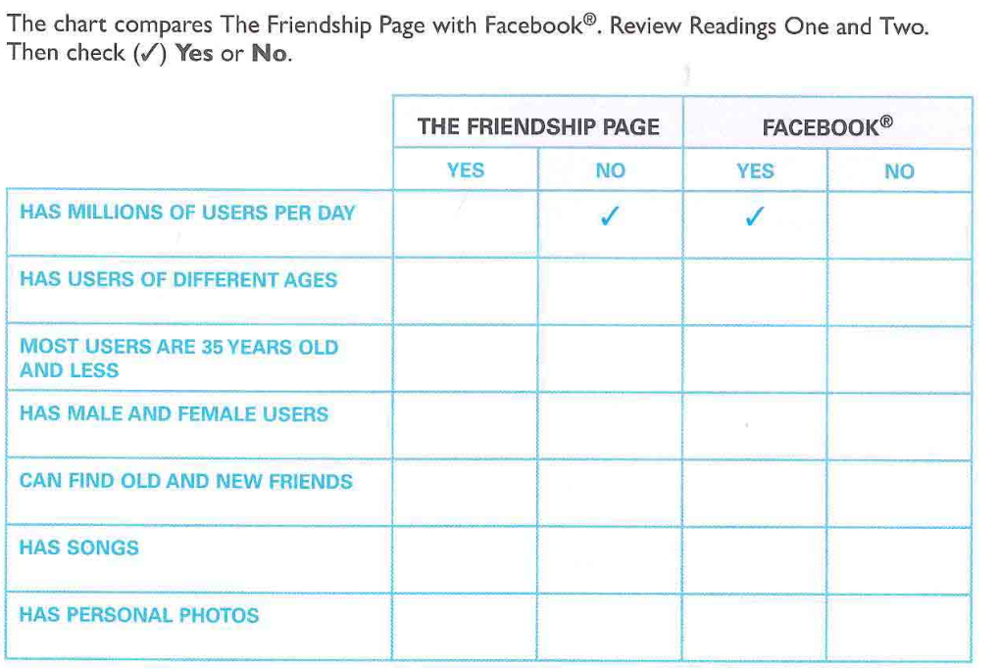 The chart compares The Friendship Page with Facebook®. Review Readings One and Two.
Then check (✓) Yes or No.
THE FRIENDSHIP PAGE FACEBOOK®
YES NO YES NO
HAS MILLIONS OF USERS PER DAY ✓ ✓
HAS USERS OF DIFFERENT AGES
MOST USERS ARE 35 YEARS OLD
AND LESS
HAS MALE AND FEMALE USERS
CAN FIND OLD AND NEW FRIENDS
HAS SONGS
HAS PERSONAL PHOTOS